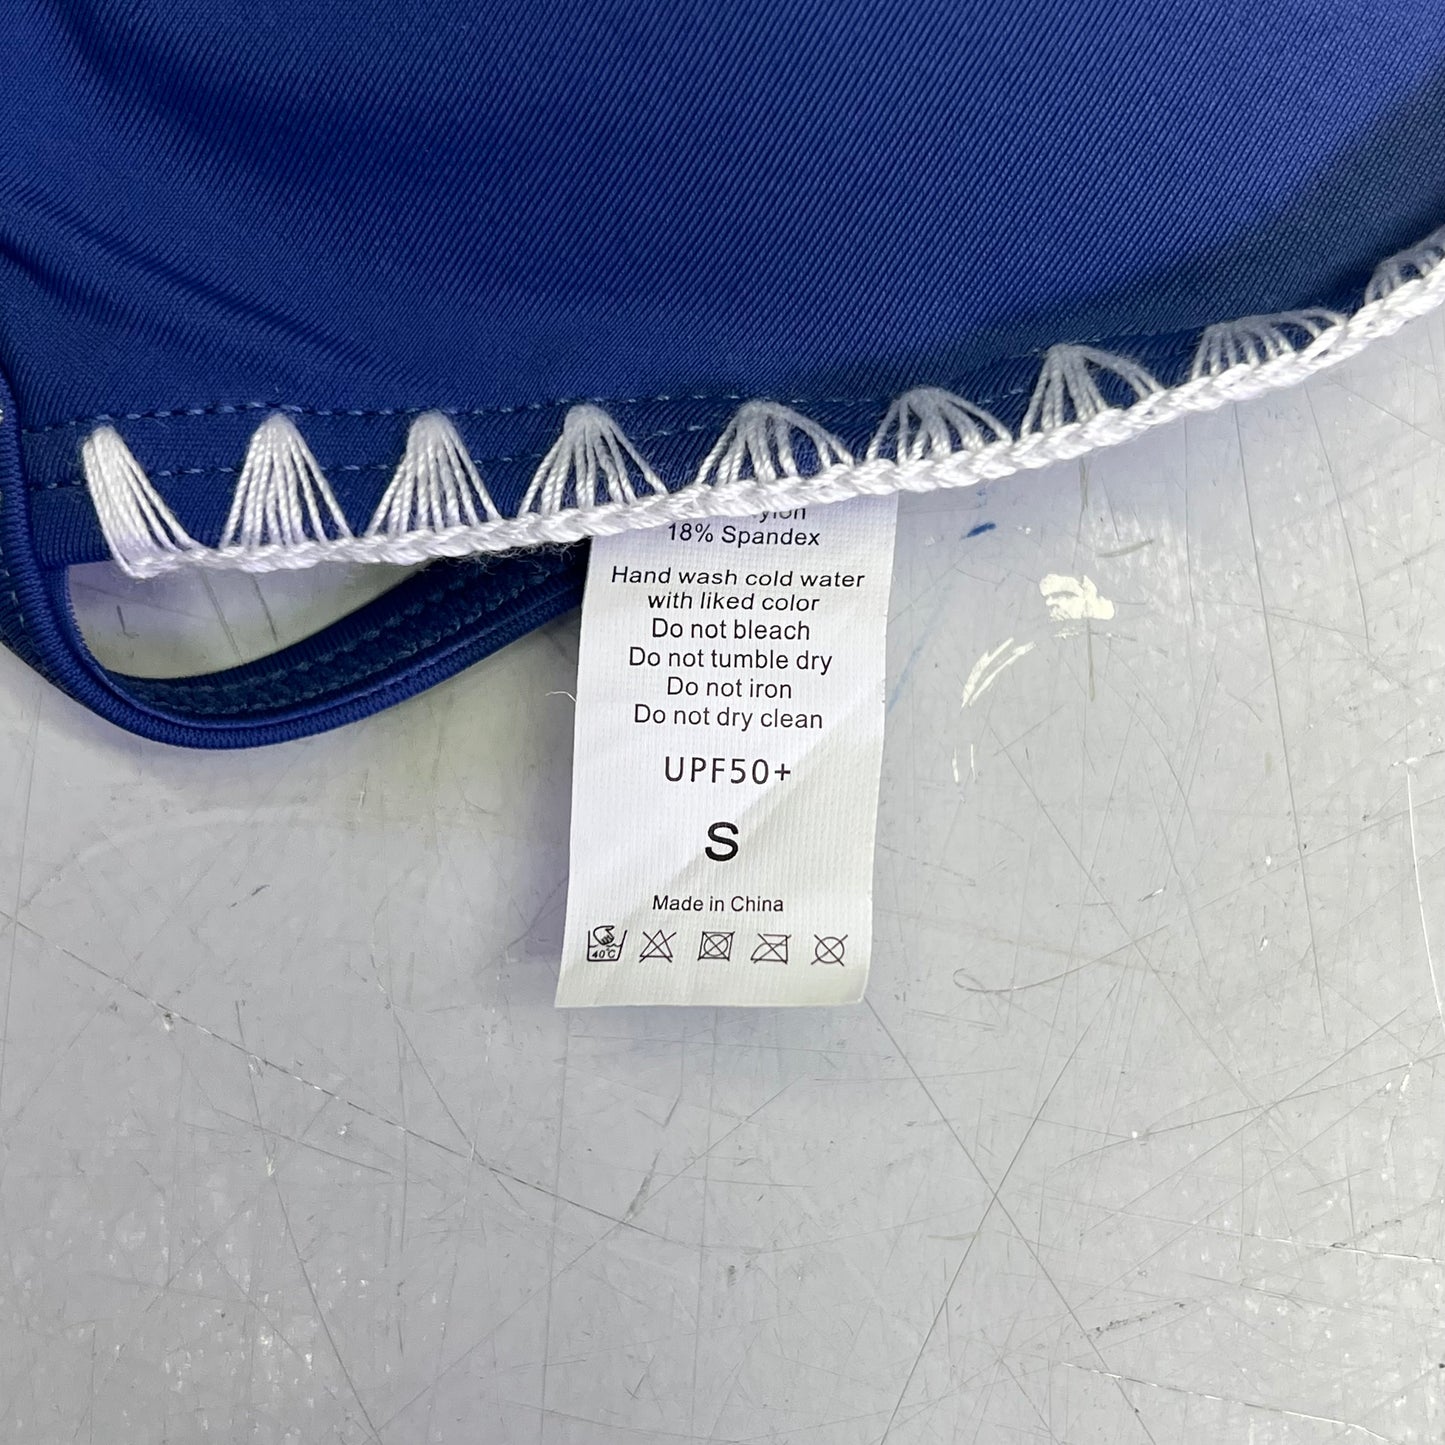 18% Spandex
Hand wash cold water
with liked color
Do not bleach
Do not tumble dry
Do not iron
Do not dry clean
UPF50+
S
Made in China
40°C